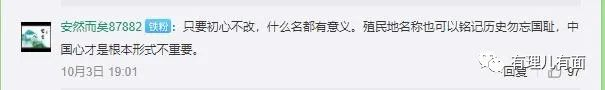 安然而矣87882 铁粉：只要初心不改，什么名都有意义。殖民地名称也可以铭记历史勿忘国耻，中
国心才是根本形式不重要。
10月3日 19:01 回复 97
有理儿有面